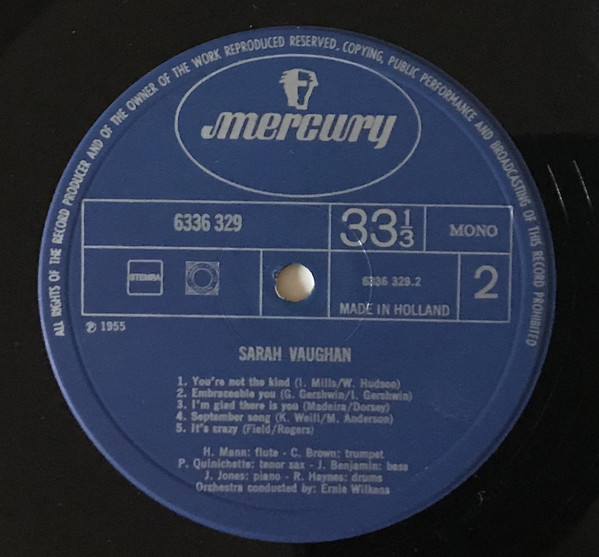 ALL RIGHTS OF THE RECORD PRODUCER AND OF THE OWNER OF THE WORK REPRODUCED RESERVED. COPYING, PUBLIC PERFORMANCE AND BROADCASTING OF THIS RECORD PROHIBITED
mercury
6336 329
33 1/3
MONO
STEMRA
6336 329.2
2
MADE IN HOLLAND
℗ 1955
SARAH VAUGHAN
1. You're not the kind (I. Mills/W. Hudson)
2. Embraceable you (G. Gershwin/I. Gershwin)
3. I'm glad there is you (Madeira/Dorsey)
4. September song (K. Weill/M. Anderson)
5. It's crazy (Field/Rogers)
H. Mann: flute - C. Brown: trumpet
P. Quinichette: tenor sax - J. Benjamin: bass
J. Jones: piano - R. Haynes: drums
Orchestra conducted by: Ernie Wilkens